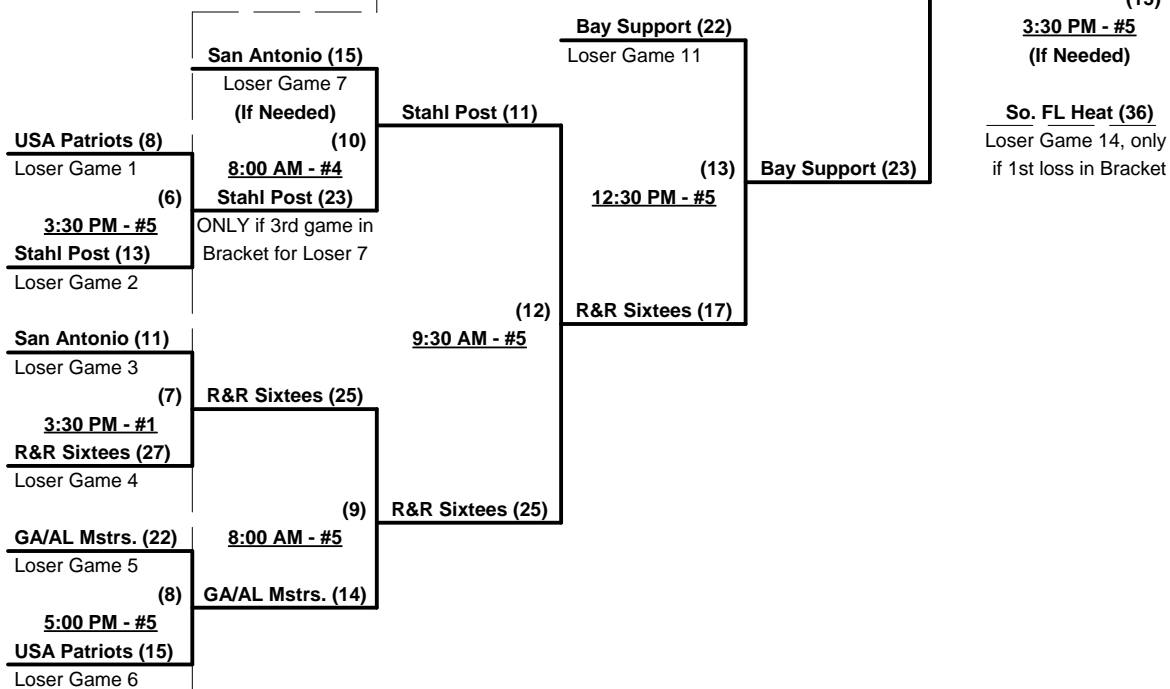 (15)
3:30 PM - #5
(If Needed)
So. FL Heat (36)
Loser Game 14, only
if 1st loss in Bracket
Bay Support (22)
Loser Game 11
San Antonio (15)
Loser Game 7
(If Needed)
(10)
8:00 AM - #4
Stahl Post (23)
ONLY if 3rd game in
Bracket for Loser 7
Stahl Post (11)
USA Patriots (8)
Loser Game 1
(6)
3:30 PM - #5
Stahl Post (13)
Loser Game 2
(13)
12:30 PM - #5
Bay Support (23)
(12)
9:30 AM - #5
R&R Sixtees (17)
San Antonio (11)
Loser Game 3
(7)
3:30 PM - #1
R&R Sixtees (27)
Loser Game 4
R&R Sixtees (25)
(9)
8:00 AM - #5
R&R Sixtees (25)
GA/AL Mstrs. (22)
Loser Game 5
(8)
5:00 PM - #5
USA Patriots (15)
Loser Game 6
GA/AL Mstrs. (14)